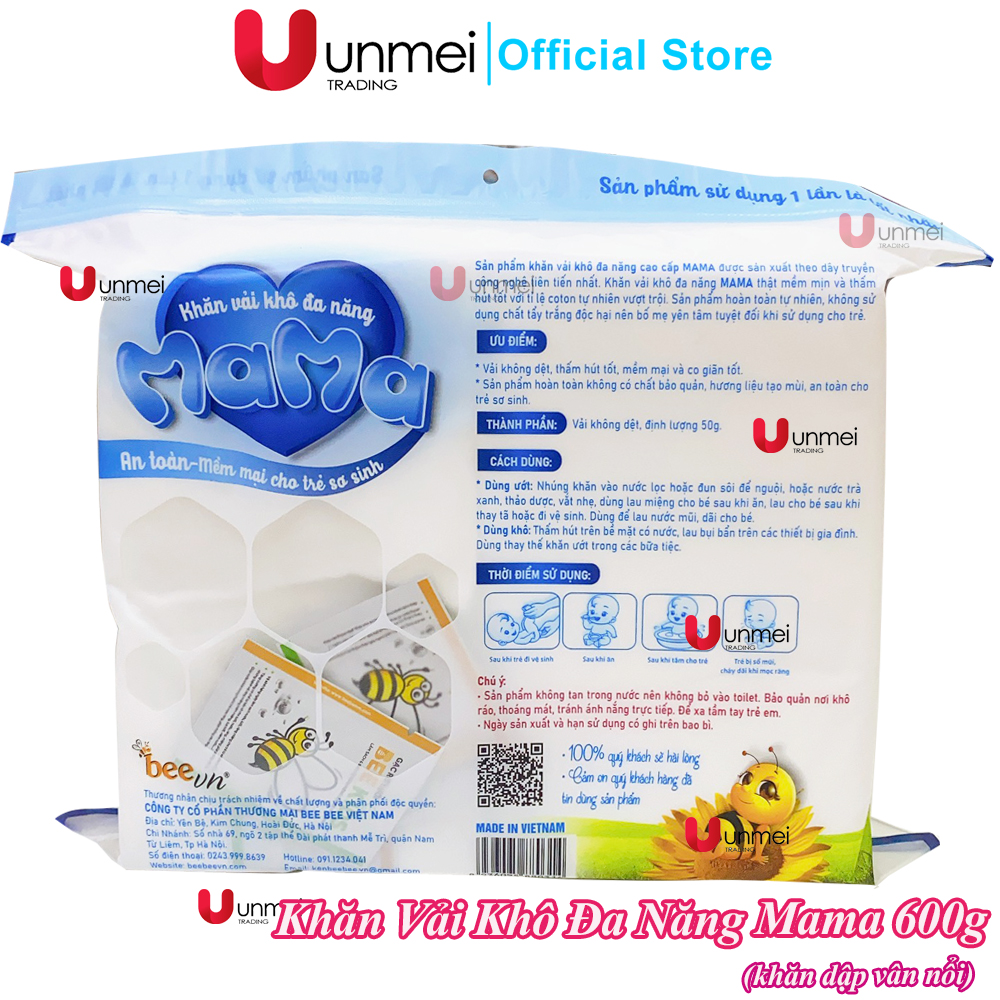 Uunmei
TRADING
Official Store
Sản phẩm sử dụng 1 lần là tốt nhất
Uunmei
TRADING
Uunmei
TRADING
Khăn vải khô đa năng
MaMa
An toàn-Mềm mại cho trẻ sơ sinh
Sản phẩm khăn vải khô đa năng cao cấp MAMA được sản xuất theo dây truyền
công nghệ liên tiến nhất. Khăn vải khô đa năng MAMA thật mềm mịn và thấm
hút tốt với tỉ lệ coton tự nhiên vượt trội. Sản phẩm hoàn toàn tự nhiên, không sử
dụng chất tẩy trắng độc hại nên bố mẹ yên tâm tuyệt đối khi sử dụng cho trẻ.
ƯU ĐIỂM:
* Vải không dệt, thấm hút tốt, mềm mại và co giãn tốt.
* Sản phẩm hoàn toàn không có chất bảo quản, hương liệu tạo mùi, an toàn cho
trẻ sơ sinh.
THÀNH PHẦN: Vải không dệt, định lượng 50g.
Uunmei
TRADING
CÁCH DÙNG:
* Dùng ướt: Nhúng khăn vào nước lọc hoặc đun sôi để nguội, hoặc nước trà
xanh, thảo dược, vắt nhẹ, dùng lau miệng cho bé sau khi ăn, lau cho bé sau khi
thay tã hoặc đi vệ sinh. Dùng để lau nước mũi, dãi cho bé.
* Dùng khô: Thấm hút trên bề mặt có nước, lau bụi bẩn trên các thiết bị gia đình.
Dùng thay thế khăn ướt trong các bữa tiệc.
THỜI ĐIỂM SỬ DỤNG:
Uunmei
TRADING
Sau khi trẻ đi vệ sinh
Sau khi ăn
Sau khi tắm cho trẻ
Trẻ bị sổ mũi,
chảy dãi khi mọc răng
Chú ý:
- Sản phẩm không tan trong nước nên không bỏ vào toilet. Bảo quản nơi khô
ráo, thoáng mát, tránh ánh nắng trực tiếp. Để xa tầm tay trẻ em.
- Ngày sản xuất và hạn sử dụng có ghi trên bao bì.
- 100% quý khách sẽ hài lòng
- Cảm ơn quý khách hàng đã
tin dùng sản phẩm
MADE IN VIETNAM
Uunmei
TRADING
beevn®
Thương nhân chịu trách nhiệm về chất lượng và phân phối độc quyền:
CÔNG TY CỔ PHẦN THƯƠNG MẠI BEE BEE VIỆT NAM
Địa chỉ: Yên Bệ, Kim Chung, Hoài Đức, Hà Nội
Chi Nhánh: Số nhà 69, ngõ 2 tập thể Đài phát thanh Mễ Trì, quận Nam
Từ Liêm, Tp Hà Nội.
Số điện thoại: 0243.999.8639 Hotline: 091.1234.041
Website: beebeevn.com Email: kenbeebee.vn@gmail.com
Khăn Vải Khô Đa Năng Mama 600g
(khăn dập vân nổi)